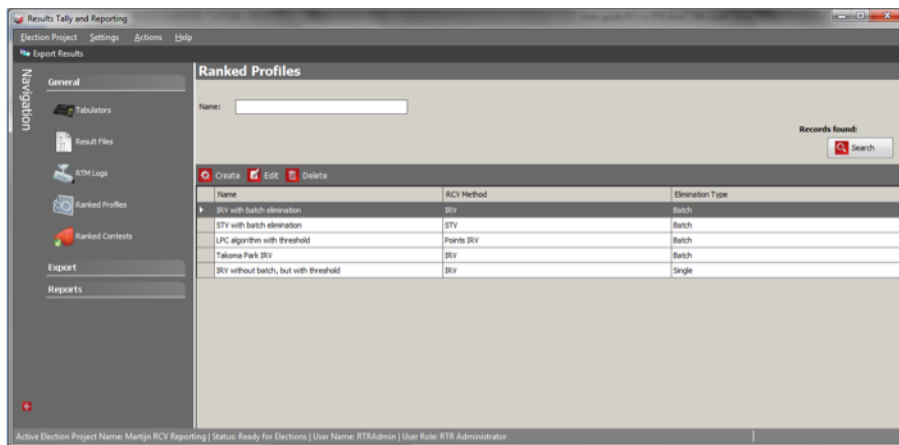 Results Tally and Reporting
Election Project Settings Actions Help
Export Results
Navigation
General
Tabulators
Result Files
RTM Logs
Ranked Profiles
Ranked Contests
Export
Reports
Ranked Profiles
Name:
Records found:
Search
Create Edit Delete
Name RCV Method Elimination Type
IRV with batch elimination IRV Batch
STV with batch elimination STV Batch
LPC algorithm with threshold Points IRV Batch
Takoma Park IRV IRV Batch
IRV without batch, but with threshold IRV Single
Active Election Project Name: Martijn RCV Reporting | Status: Ready for Elections | User Name: RTRAdmin | User Role: RTR Administrator